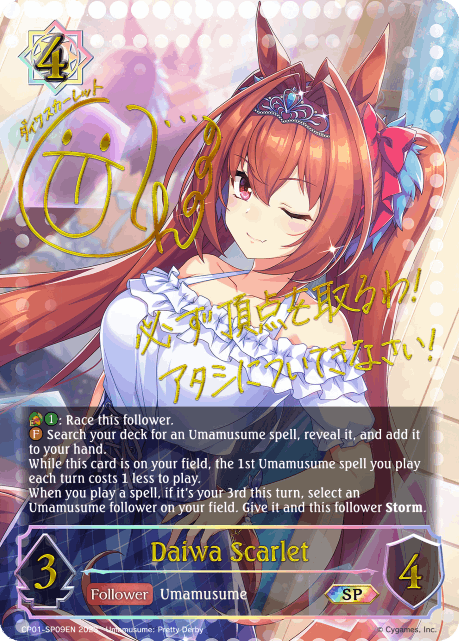 4
ダイワスカーレット
必ず頂点を取るわ!
アタシについてきなさい!
1: Race this follower.
F Search your deck for an Umamusume spell, reveal it, and add it
to your hand.
While this card is on your field, the 1st Umamusume spell you play
each turn costs 1 less to play.
When you play a spell, if it's your 3rd this turn, select an
Umamusume follower on your field. Give it and this follower Storm.
Daiwa Scarlet
3
Follower Umamusume SP
4
Umamusume: Pretty Derby
© Cygames, Inc.